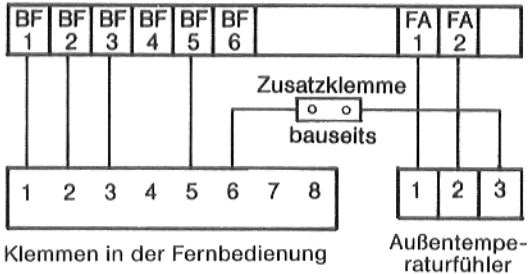 BF BF BF BF BF BF FA FA
1 2 3 4 5 6 1 2
Zusatzklemme
bauseits
1 2 3 4 5 6 7 8 1 2 3
Klemmen in der Fernbedienung
Außentempe-
raturfühler